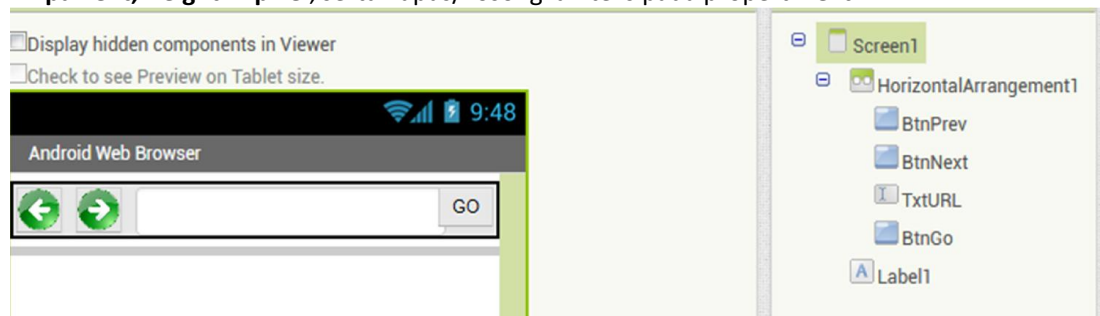 Display hidden components in Viewer
Check to see Preview on Tablet size.
9:48
Android Web Browser
GO
Screen1
HorizontalArrangement1
BtnPrev
BtnNext
TxtURL
BtnGo
A Label1